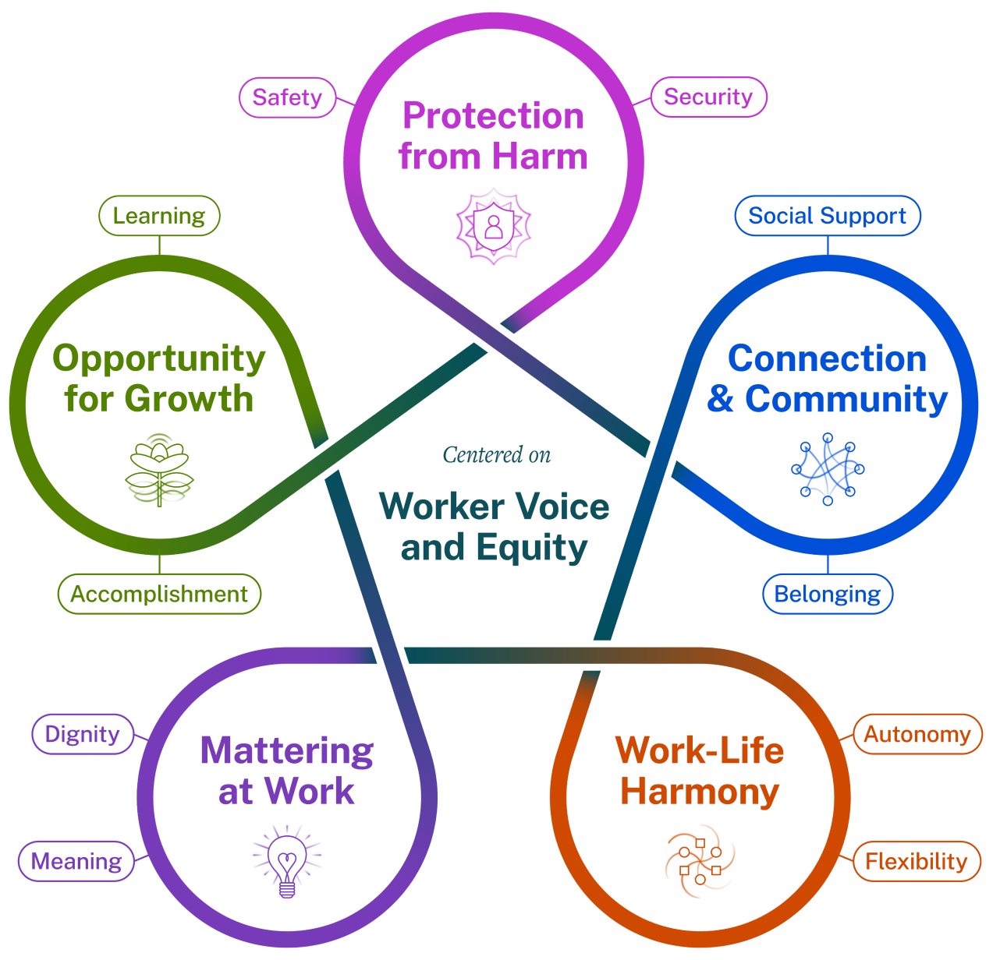 Safety
Security
Protection
from Harm
Learning
Social Support
Opportunity
for Growth
Connection
& Community
Centered on
Worker Voice
and Equity
Accomplishment
Belonging
Dignity
Mattering
at Work
Meaning
Work-Life
Harmony
Autonomy
Flexibility